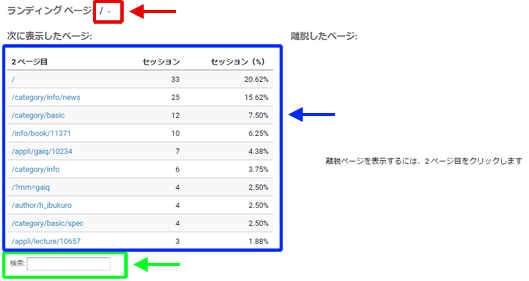 ランディング ページ: / -
次に表示したページ: 離脱したページ:
2 ページ目 セッション セッション (%)
/ 33 20.62%
/category/info/news 25 15.62%
/category/basic 12 7.50%
/info/book/11371 10 6.25%
/appli/gaiq/10234 7 4.38%
/category/info 6 3.75%
/?mm=gaiq 4 2.50%
/author/h_ibukuro 4 2.50%
/category/basic/spec 4 2.50%
/appli/lecture/10657 3 1.88%
離脱ページを表示するには、2 ページ目をクリックします
検索: